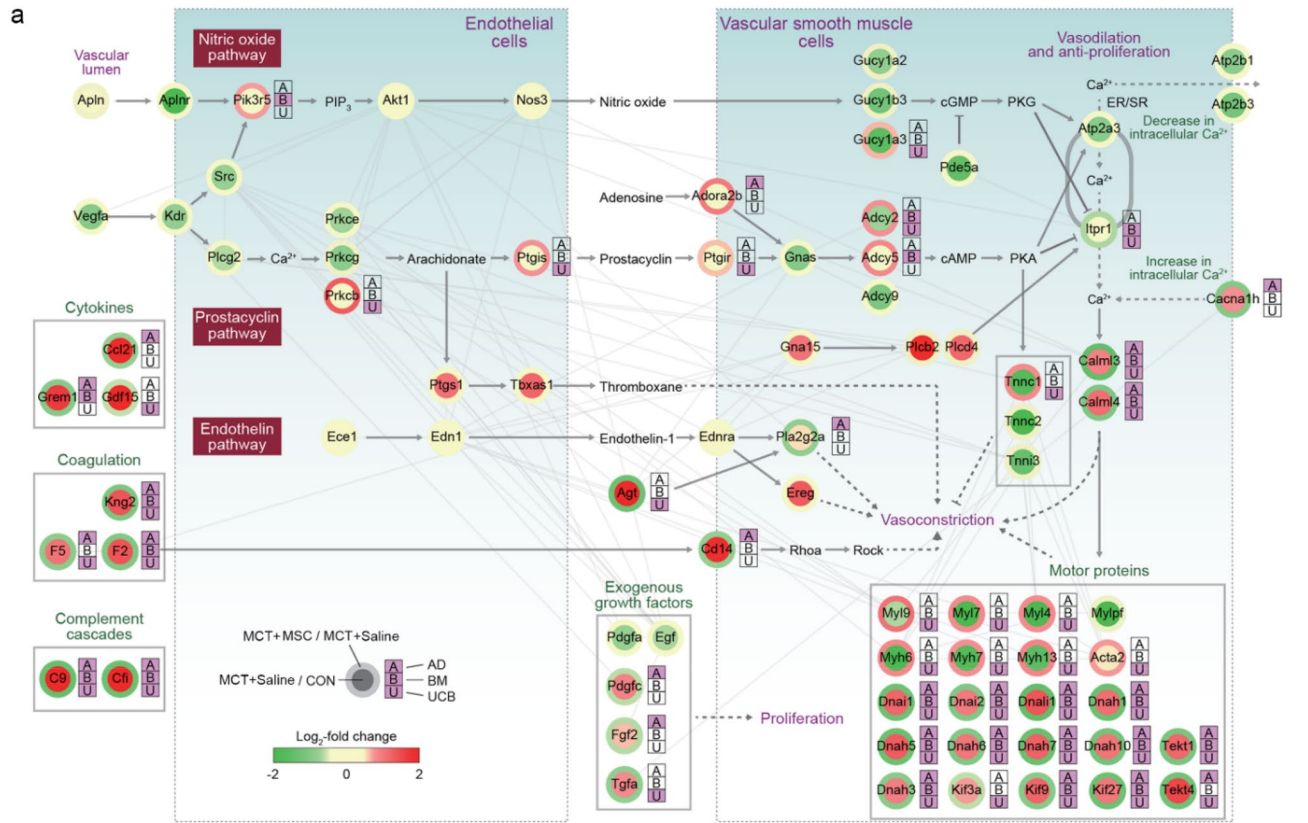 a
Vascular
lumen
Nitric oxide
pathway
Endothelial
cells
Vascular smooth muscle
cells
Vasodilation
and anti-proliferation
Gucy1a2
Atp2b1
Ca²⁺
Apln
Aplnr
Pik3r5
A
B
U
PIP₃
Akt1
Nos3
Nitric oxide
Gucy1b3
cGMP
PKG
ER/SR
Atp2b3
Atp2a3
Decrease in
intracellular Ca²⁺
Gucy1a3
A
B
U
Pde5a
Src
Ca²⁺
Adenosine
Adora2b
A
B
U
Vegfa
Kdr
Prkce
Adcy2
A
B
U
Itpr1
A
B
U
Plcg2
Ca²⁺
Prkcg
Arachidonate
Ptgis
A
B
U
Prostacyclin
Ptgir
A
B
U
Gnas
Adcy5
A
B
U
cAMP
PKA
Increase in
intracellular Ca²⁺
Prkcb
A
B
U
Adcy9
Ca²⁺
Cacna1h
A
B
U
Cytokines
Prostacyclin
pathway
Ccl21
A
B
U
Gna15
Plcb2
Plcd4
Calml3
A
B
U
Grem1
A
B
U
Gdf15
A
B
U
Ptgs1
Tbxas1
Thromboxane
Tnnc1
A
B
U
Calml4
A
B
U
Tnnc2
Endothelin
pathway
Ece1
Edn1
Endothelin-1
Ednra
Pla2g2a
A
B
U
Tnni3
Coagulation
Kng2
A
B
U
Agt
A
B
U
Ereg
Vasoconstriction
F5
A
B
U
F2
A
B
U
Cd14
A
B
U
Rhoa
Rock
Motor proteins
Complement
cascades
C9
A
B
U
Cfi
A
B
U
MCT+MSC / MCT+Saline
MCT+Saline / CON
A
B
U
AD
BM
UCB
Log₂-fold change
-2
0
2
Exogenous
growth factors
Pdgfa
Egf
Pdgfc
A
B
U
Fgf2
A
B
U
Tgfa
A
B
U
Proliferation
Myl9
A
B
U
Myl7
A
B
U
Myl4
A
B
U
Mylpf
Myh6
A
B
U
Myh7
A
B
U
Myh13
A
B
U
Acta2
A
B
U
Dnai1
A
B
U
Dnai2
A
B
U
Dnali1
A
B
U
Dnah1
A
B
U
Dnah5
A
B
U
Dnah6
A
B
U
Dnah7
A
B
U
Dnah10
A
B
U
Tekt1
A
B
U
Dnah3
A
B
U
Kif3a
A
B
U
Kif9
A
B
U
Kif27
A
B
U
Tekt4
A
B
U